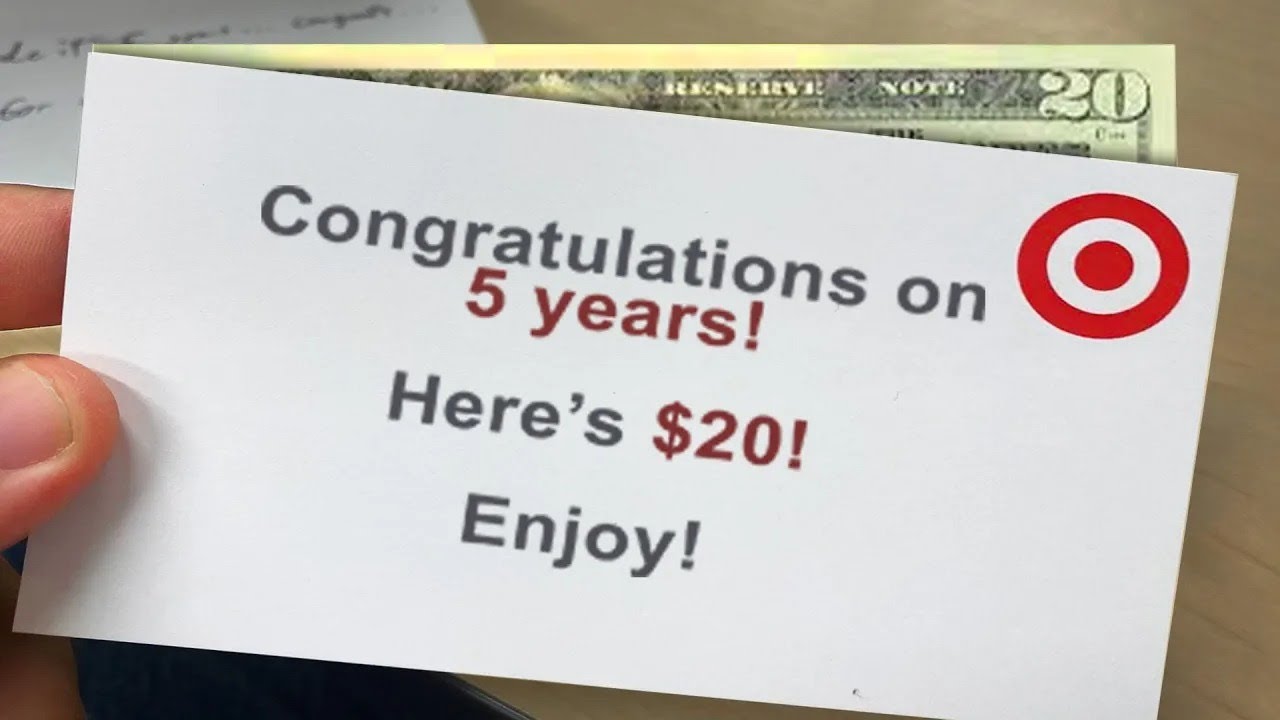 RESERVE NOTE 20
Congratulations on
5 years!
Here's $20!
Enjoy!